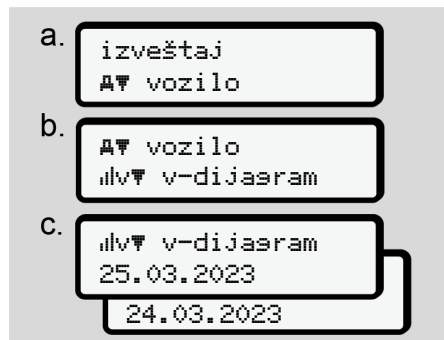 a.
izveštaj
vozilo
b.
vozilo
v-dijagram
c.
v-dijagram
25.03.2023
24.03.2023